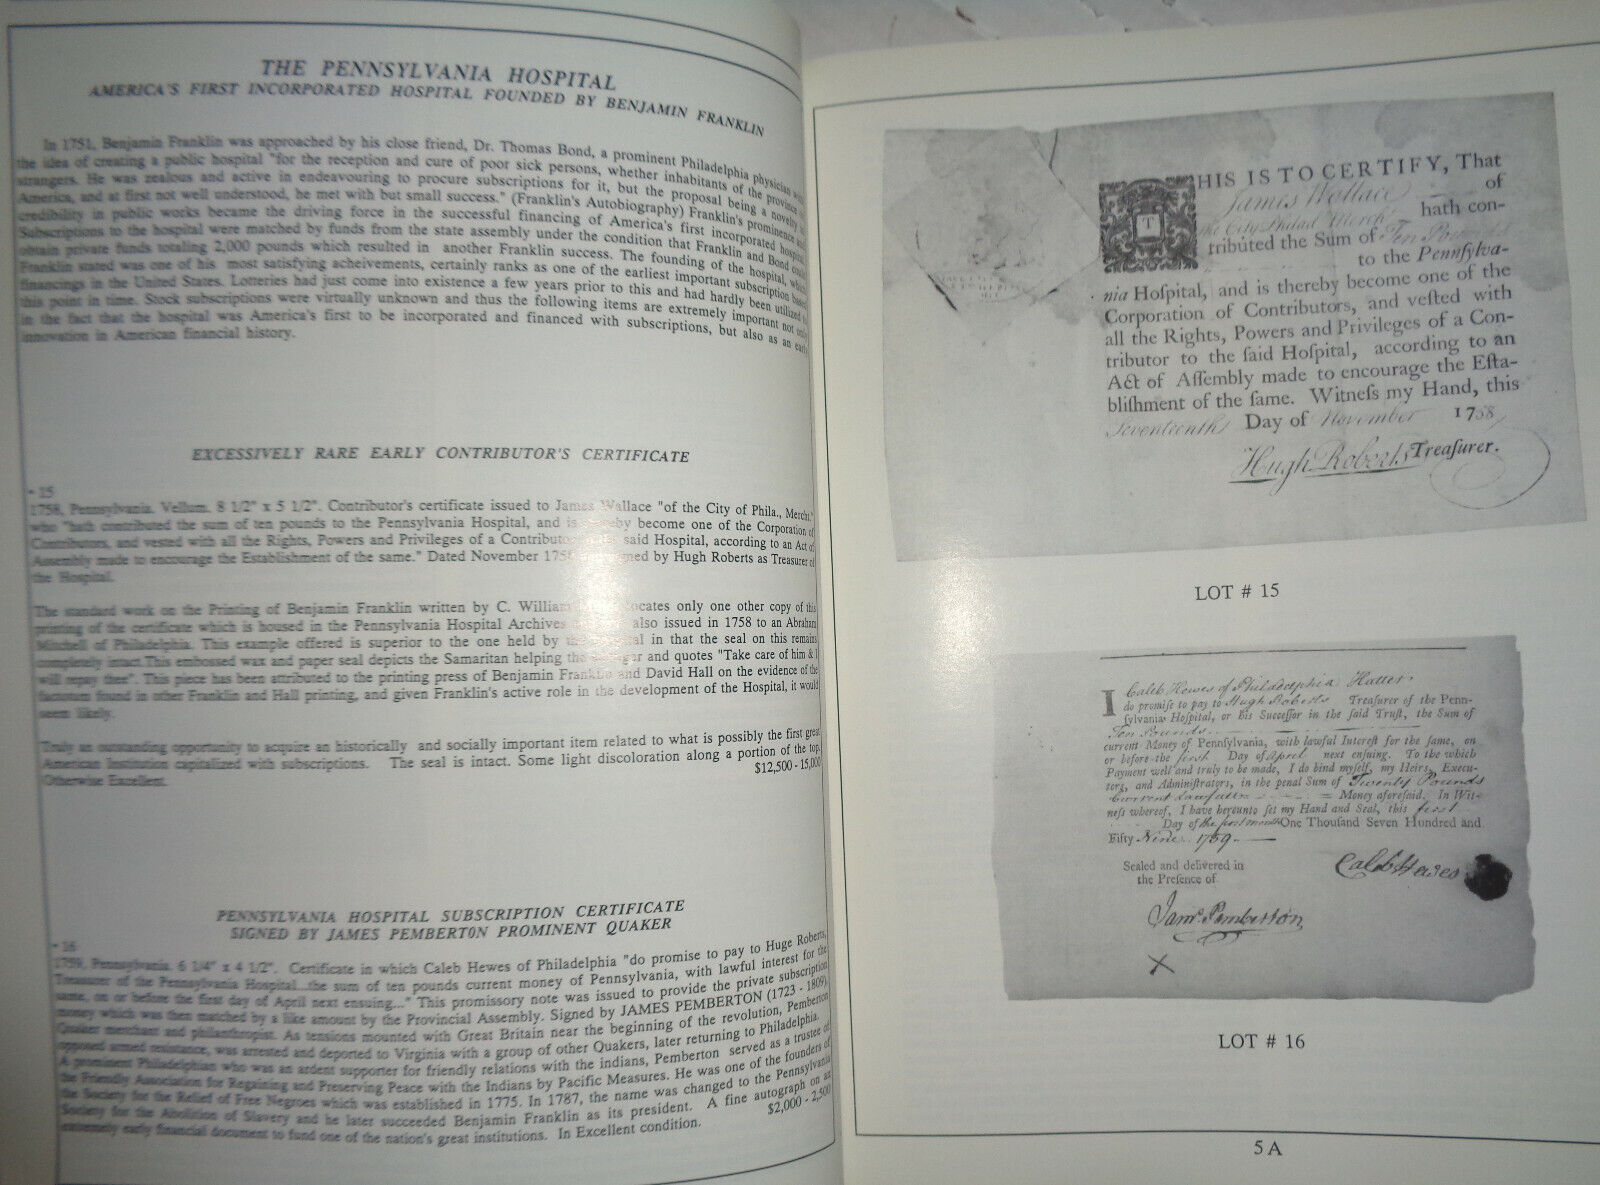 THE PENNSYLVANIA HOSPITAL
AMERICA'S FIRST INCORPORATED HOSPITAL FOUNDED BY BENJAMIN FRANKLIN
In 1751, Benjamin Franklin was approached by his close friend, Dr. Thomas Bond, a prominent Philadelphia physician with
the idea of creating a public hospital "for the reception and cure of poor sick persons, whether inhabitants of the province or
strangers. He was zealous and active in endeavouring to procure subscriptions for it, but the proposal being a novelty in
America, and at first not well understood, he met with but small success." (Franklin's Autobiography) Franklin's prominence and
credibility in public works became the driving force in the successful financing of America's first incorporated hospital.
Subscriptions to the hospital were matched by funds from the state assembly under the condition that Franklin and Bond could
obtain private funds totaling 2,000 pounds which resulted in another Franklin success. The founding of the hospital, which
Franklin stated was one of his most satisfying acheivements, certainly ranks as one of the earliest important subscription based
financings in the United States. Lotteries had just come into existence a few years prior to this and had hardly been utilized to
this point in time. Stock subscriptions were virtually unknown and thus the following items are extremely important not only
in the fact that the hospital was America's first to be incorporated and financed with subscriptions, but also as an early
innovation in American financial history.
EXCESSIVELY RARE EARLY CONTRIBUTOR'S CERTIFICATE
* 15
1758, Pennsylvania. Vellum. 8 1/2" x 5 1/2". Contributor's certificate issued to James Wallace "of the City of Phila., Mercht."
who "hath contributed the sum of ten pounds to the Pennsylvania Hospital, and is thereby become one of the Corporation of
Contributors, and vested with all the Rights, Powers and Privileges of a Contributor said Hospital, according to an Act of
Assembly made to encourage the Establishment of the same." Dated November 1758 by Hugh Roberts as Treasurer of
the Hospital.
The standard work on the Printing of Benjamin Franklin written by C. William locates only one other copy of this
printing of the certificate which is housed in the Pennsylvania Hospital Archives also issued in 1758 to an Abraham
Mitchell of Philadelphia. This example offered is superior to the one held by the in that the seal on this remains
completely intact.This embossed wax and paper seal depicts the Samaritan helping the and quotes "Take care of him & I
will repay thee". This piece has been attributed to the printing press of Benjamin Franklin and David Hall on the evidence of the
factotum found in other Franklin and Hall printing, and given Franklin's active role in the development of the Hospital, it would
seem likely.
Truly an outstanding opportunity to acquire an historically and socially important item related to what is possibly the first great
American Institution capitalized with subscriptions. The seal is intact. Some light discoloration along a portion of the top.
Otherwise Excellent.
$12,500 - 15,000
PENNSYLVANIA HOSPITAL SUBSCRIPTION CERTIFICATE
SIGNED BY JAMES PEMBERTON PROMINENT QUAKER
* 16
1759, Pennsylvania. 6 1/4" x 4 1/2". Certificate in which Caleb Hewes of Philadelphia "do promise to pay to Huge Roberts,
Treasurer of the Pennsylvania Hospital...the sum of ten pounds current money of Pennsylvania, with lawful interest for the
same, on or before the first day of April next ensuing..." This promissory note was issued to provide the private subscription
money which was then matched by a like amount by the Provincial Assembly. Signed by JAMES PEMBERTON (1723 - 1809),
Quaker merchant and philanthropist. As tensions mounted with Great Britain near the beginning of the revolution, Pemberton
opposed armed resistance, was arrested and deported to Virginia with a group of other Quakers, later returning to Philadelphia.
A prominent Philadelphian who was an ardent supporter for friendly relations with the indians, Pemberton served as a trustee of
the Friendly Association for Regaining and Preserving Peace with the Indians by Pacific Measures. He was one of the founders of
the Society for the Relief of Free Negroes which was established in 1775. In 1787, the name was changed to the Pennsylvania
Society for the Abolition of Slavery and he later succeeded Benjamin Franklin as its president. A fine autograph on an
extremely early financial document to fund one of the nation's great institutions. In Excellent condition.
$2,000 - 2,500
THIS IS TO CERTIFY, That
James Wollace of
the City Philad Mercht hath con-
tributed the Sum of Ten Pounds
to the Pennſylva-
nia Hoſpital, and is thereby become one of the
Corporation of Contributors, and veſted with
all the Rights, Powers and Privileges of a Con-
tributor to the ſaid Hoſpital, according to an
Act of Aſſembly made to encourage the Eſta-
bliſhment of the ſame. Witneſs my Hand, this
Seventeenth Day of November 1758
Hugh Roberts Treaſurer.
LOT # 15
I Caleb Hewes of Philadelphia Hatter
do promise to pay to Hugh Roberts Treaſurer of the Penn-
ſylvania Hoſpital, or his Succeſſor in the ſaid Truſt, the Sum of
Ten Pounds
current Money of Pennſylvania, with lawful Intereſt for the ſame, on
or before the first Day of April next enſuing. To the which
Payment well and truly to be made, I do bind myſelf, my Heirs, Execu-
tors, and Adminiſtrators, in the penal Sum of Twenty Pounds
Current Lawfull Money aforeſaid. In Wit-
neſs whereof, I have hereunto ſet my Hand and Seal, this first
Day of the first month One Thouſand Seven Hundred and
Fifty Nine. 1759
Sealed and delivered in
the Preſence of
Caleb Hewes
Jams. Pemberton
X
LOT # 16
5 A